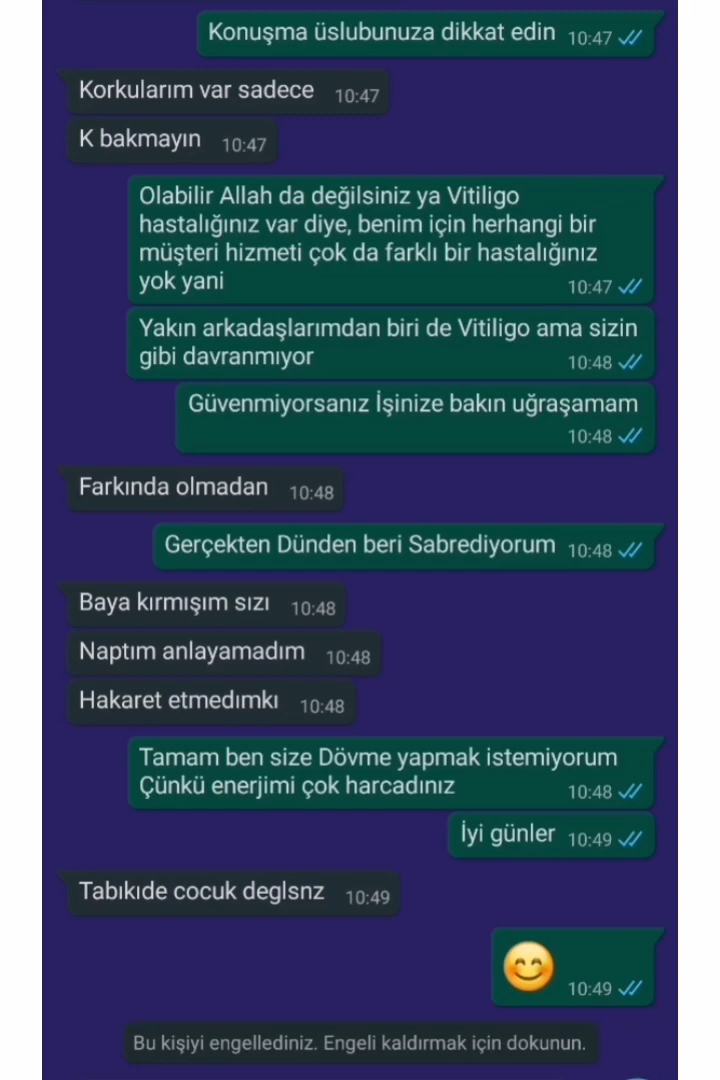 Konuşma üslubunuza dikkat edin 10:47
Korkularım var sadece 10:47
K bakmayın 10:47
Olabilir Allah da değilsiniz ya Vitiligo
hastalığınız var diye, benim için herhangi bir
müşteri hizmeti çok da farklı bir hastalığınız
yok yani 10:47
Yakın arkadaşlarımdan biri de Vitiligo ama sizin
gibi davranmıyor 10:48
Güvenmiyorsanız İşinize bakın uğraşamam
10:48
Farkında olmadan 10:48
Gerçekten Dünden beri Sabrediyorum 10:48
Baya kırmışım sızı 10:48
Naptım anlayamadım 10:48
Hakaret etmedımkı 10:48
Tamam ben size Dövme yapmak istemiyorum
Çünkü enerjimi çok harcadınız 10:48
İyi günler 10:49
Tabıkıde cocuk deglsnz 10:49
😊 10:49
Bu kişiyi engellediniz. Engeli kaldırmak için dokunun.